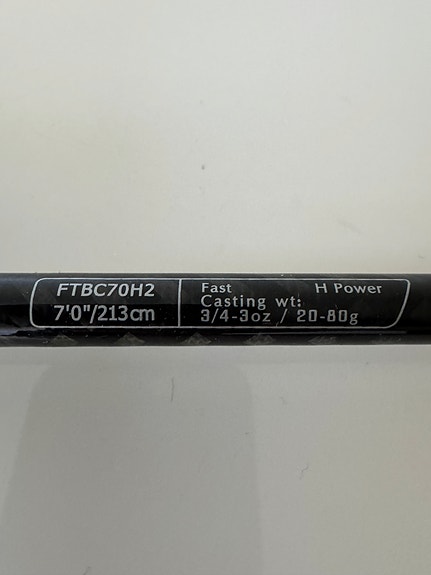 FTBC70H2
7'0"/213cm
Fast H Power
Casting wt:
3/4-3oz / 20-80g